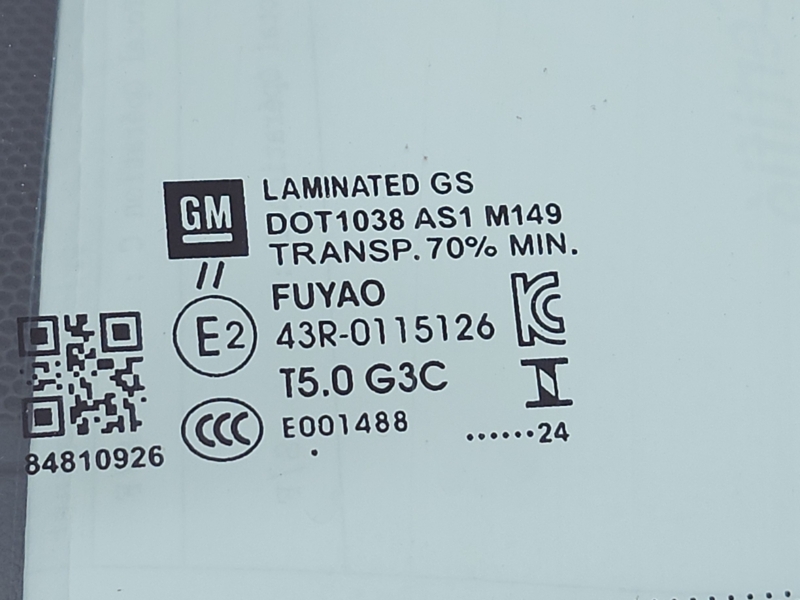 GM
LAMINATED GS
DOT1038 AS1 M149
TRANSP. 70% MIN.
//
FUYAO
E2
43R-0115126
KC
T5.0 G3C
CCC
E001488
......24
84810926